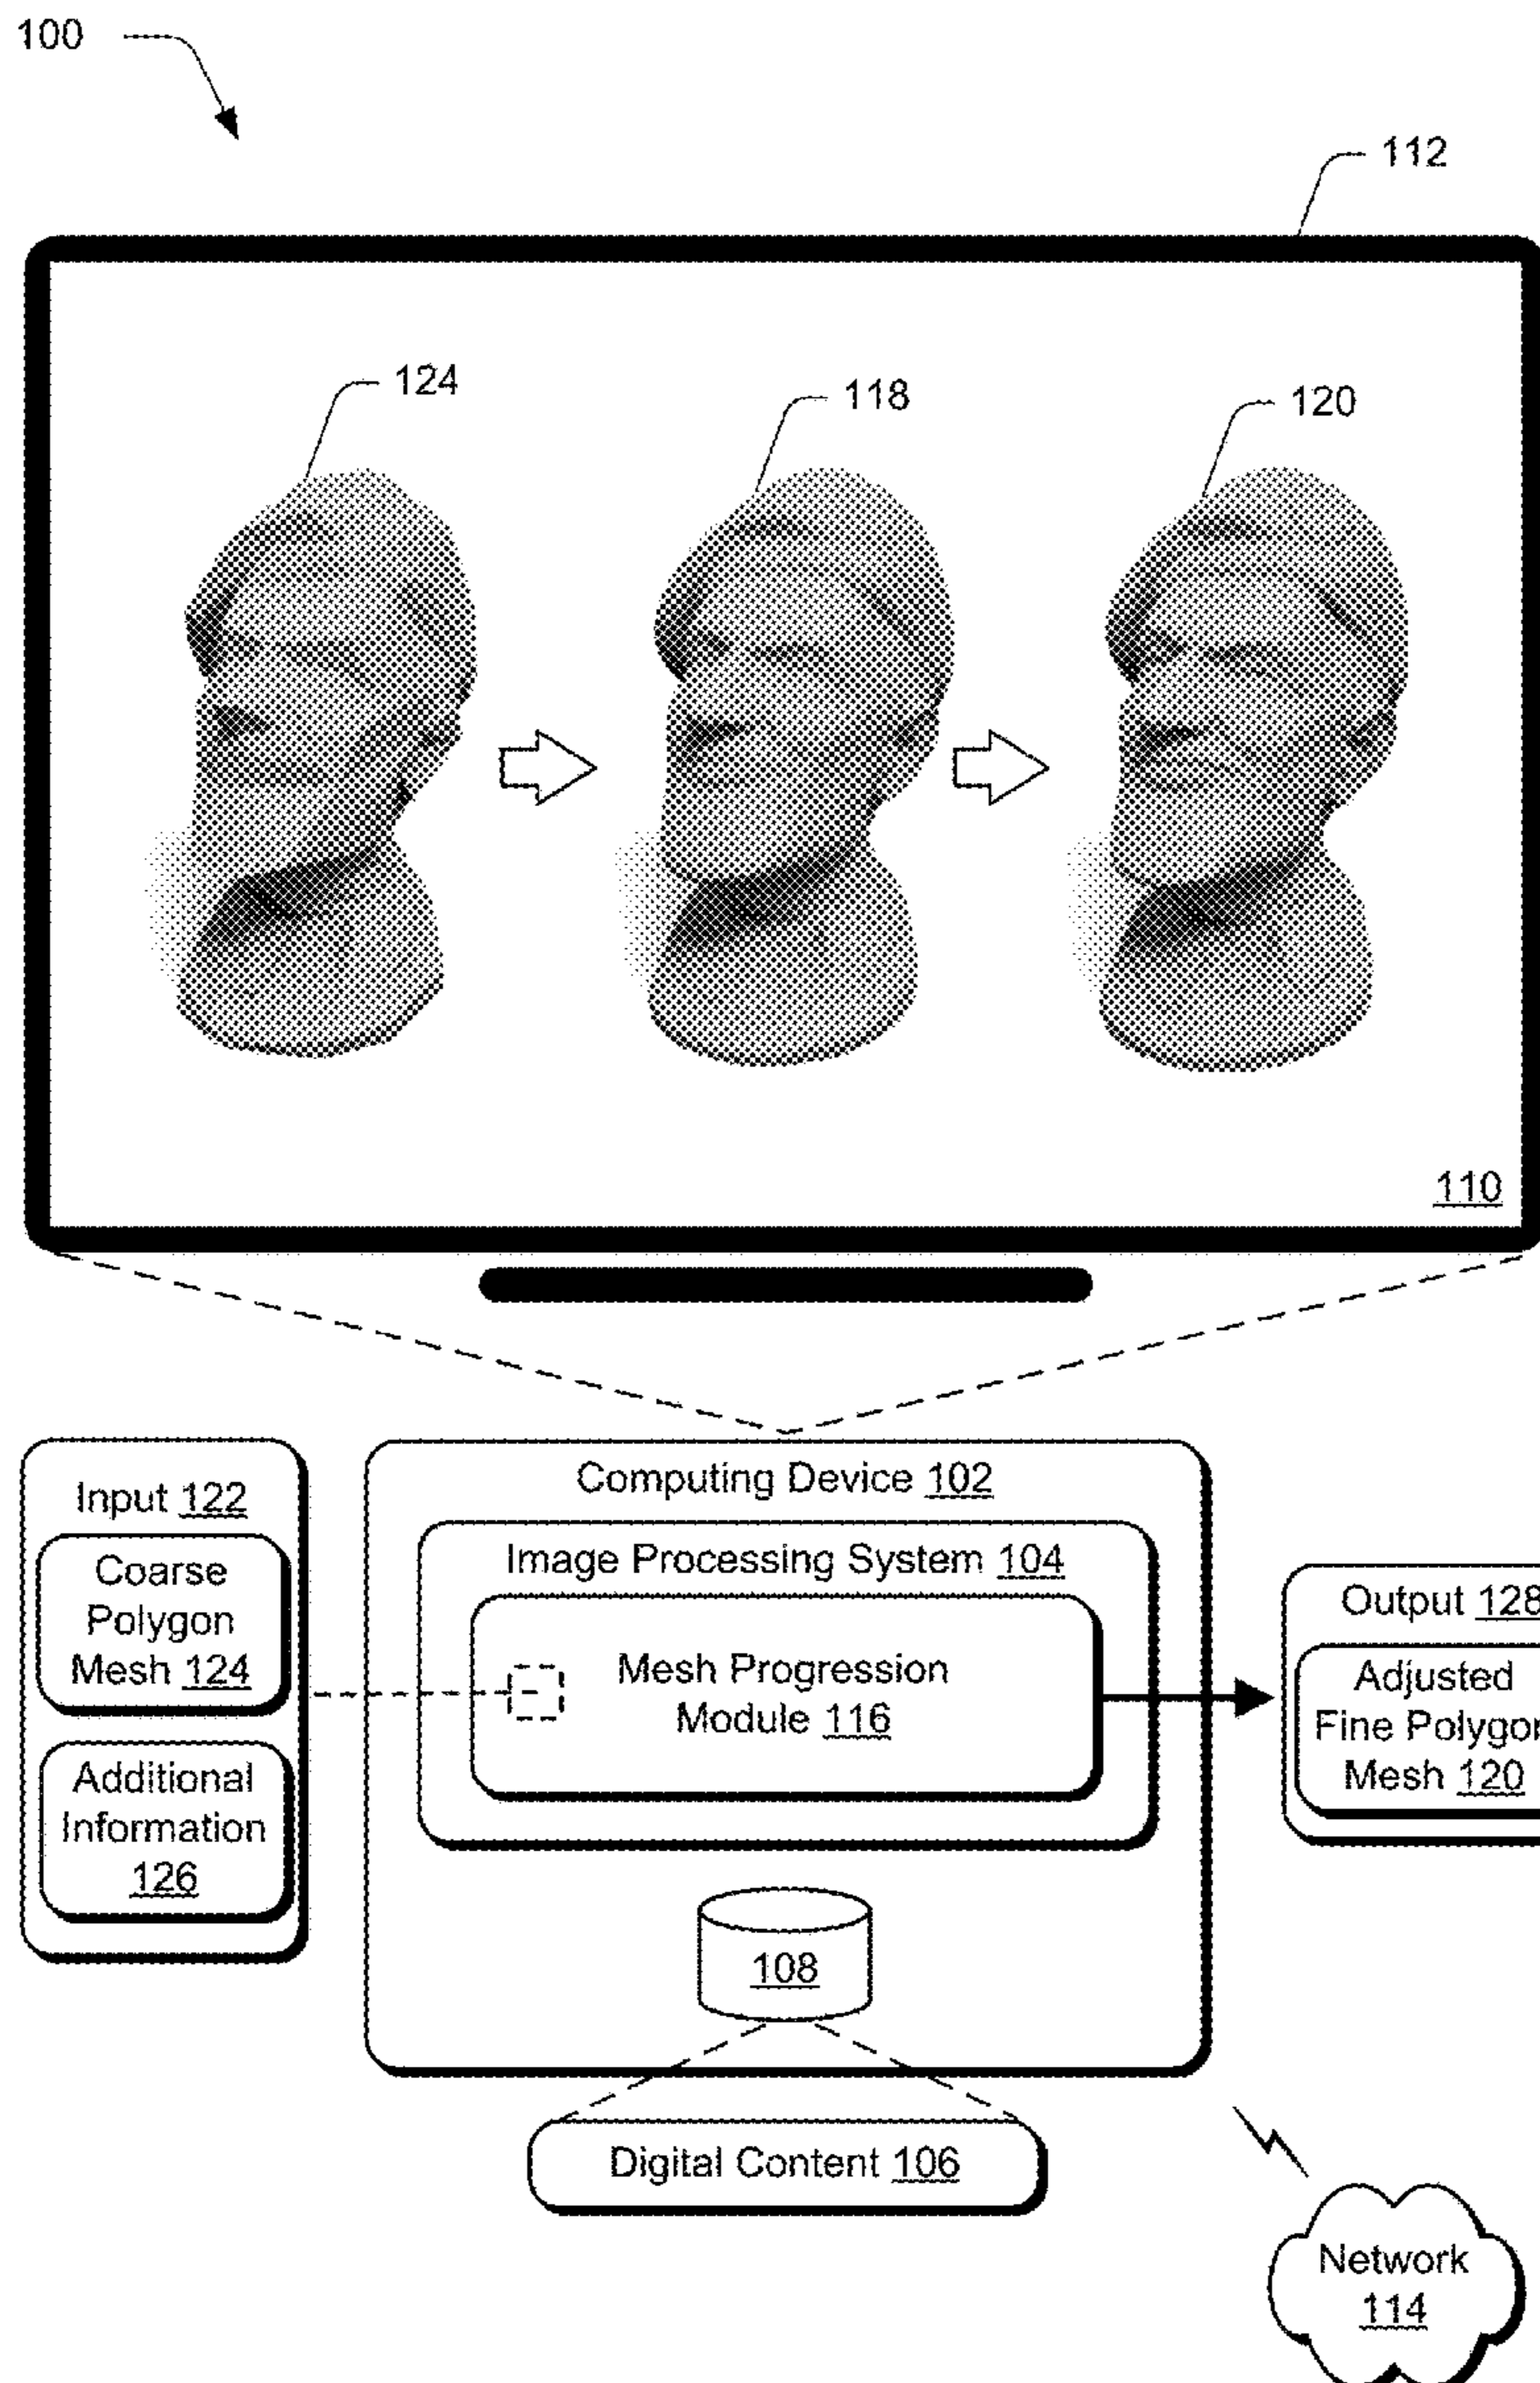 100
112
124
118
120
110
Input 122
Coarse
Polygon
Mesh 124
Additional
Information
126
Computing Device 102
Image Processing System 104
Mesh Progression
Module 116
108
Digital Content 106
Output 128
Adjusted
Fine Polygon
Mesh 120
Network
114